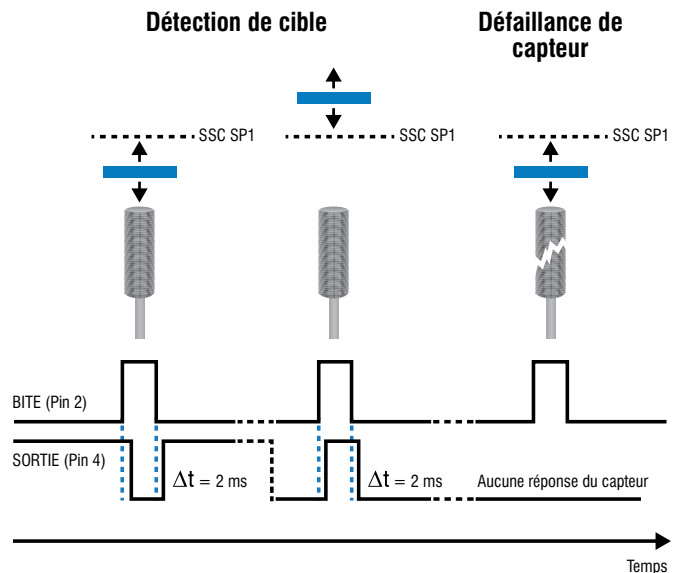 Détection de cible
Défaillance de
capteur
SSC SP1
SSC SP1
SSC SP1
BITE (Pin 2)
SORTIE (Pin 4)
Δt = 2 ms
Δt = 2 ms
Aucune réponse du capteur
Temps